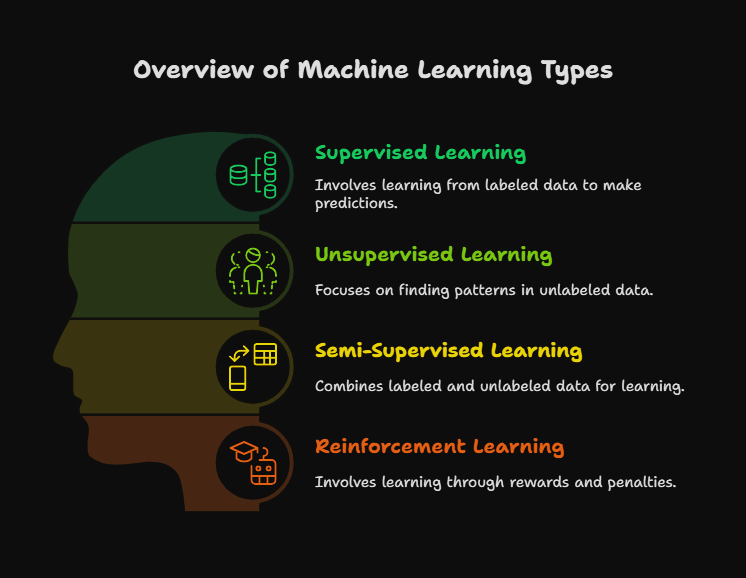 Overview of Machine Learning Types
Supervised Learning
Involves learning from labeled data to make
predictions.
Unsupervised Learning
Focuses on finding patterns in unlabeled data.
Semi-Supervised Learning
Combines labeled and unlabeled data for learning.
Reinforcement Learning
Involves learning through rewards and penalties.